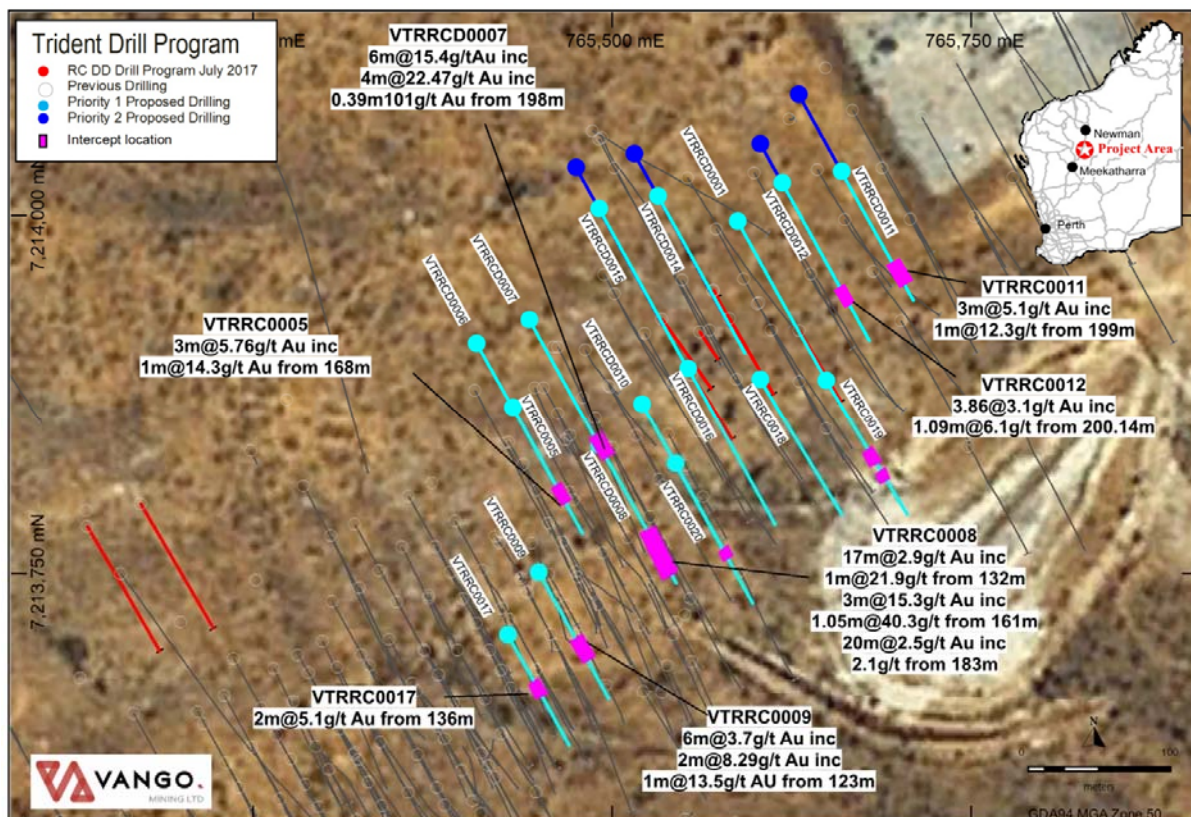 Trident Drill Program
RC DD Drill Program July 2017
Previous Drilling
Priority 1 Proposed Drilling
Priority 2 Proposed Drilling
Intercept location
mE
765,500 mE
765,750 mE
7,214,000 mN
7,213,750 mN
VTRRCD0007
6m@15.4g/tAu inc
4m@22.47g/t Au inc
0.39m101g/t Au from 198m
Newman
Project Area
Meekatharra
Perth
VTRRCD0001
VTRRCD0011
VTRRCD0012
VTRRCD0014
VTRRCD0015
VTRRCD0007
VTRRCD0006
VTRRC0011
3m@5.1g/t Au inc
1m@12.3g/t from 199m
VTRRC0005
3m@5.76g/t Au inc
1m@14.3g/t Au from 168m
VTRRC0012
3.86@3.1g/t Au inc
1.09m@6.1g/t from 200.14m
VTRRCD0010
VTRRC0005
VTRRCD0016
VTRRC0018
VTRRC0019
VTRRCD0008
VTRRC0020
VTRRC0009
VTRRC0017
VTRRC0008
17m@2.9g/t Au inc
1m@21.9g/t from 132m
3m@15.3g/t Au inc
1.05m@40.3g/t from 161m
20m@2.5g/t Au inc
2.1g/t from 183m
VTRRC0017
2m@5.1g/t Au from 136m
VTRRC0009
6m@3.7g/t Au inc
2m@8.29g/t Au inc
1m@13.5g/t AU from 123m
VANGO.
MINING LTD
N
0 100
meters
GDA94 MGA Zone 50